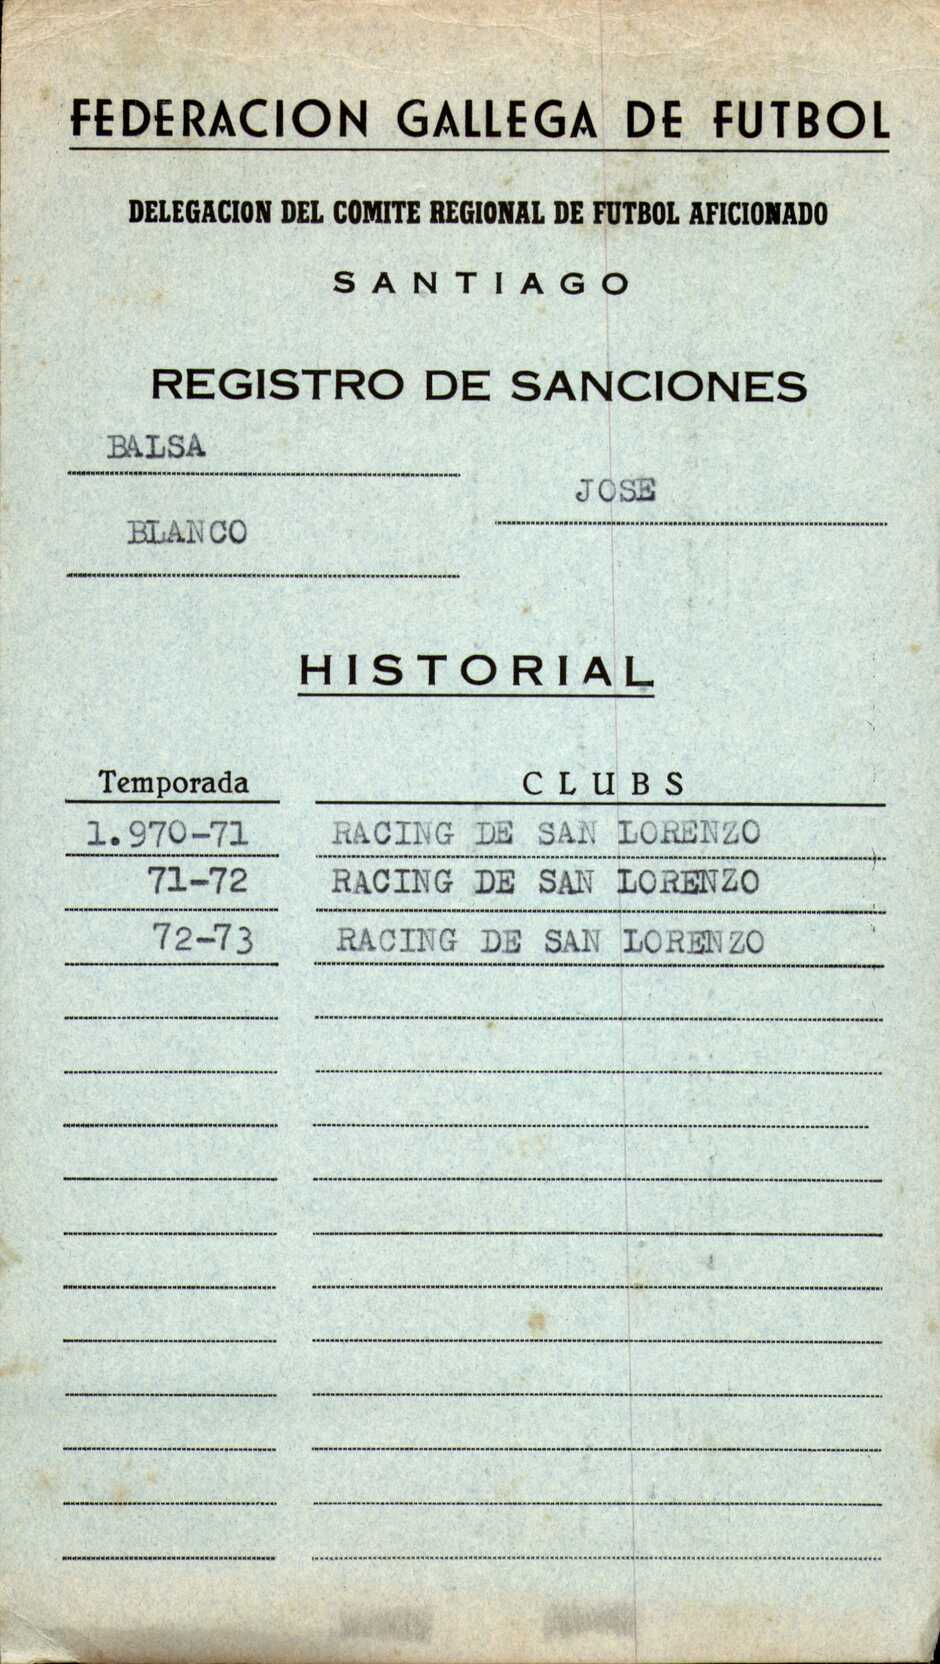 FEDERACION GALLEGA DE FUTBOL
DELEGACION DEL COMITE REGIONAL DE FUTBOL AFICIONADO
SANTIAGO
REGISTRO DE SANCIONES
BALSA
JOSE
BLANCO
HISTORIAL
Temporada CLUBS
1.970-71 RACING DE SAN LORENZO
71-72 RACING DE SAN LORENZO
72-73 RACING DE SAN LORENZO